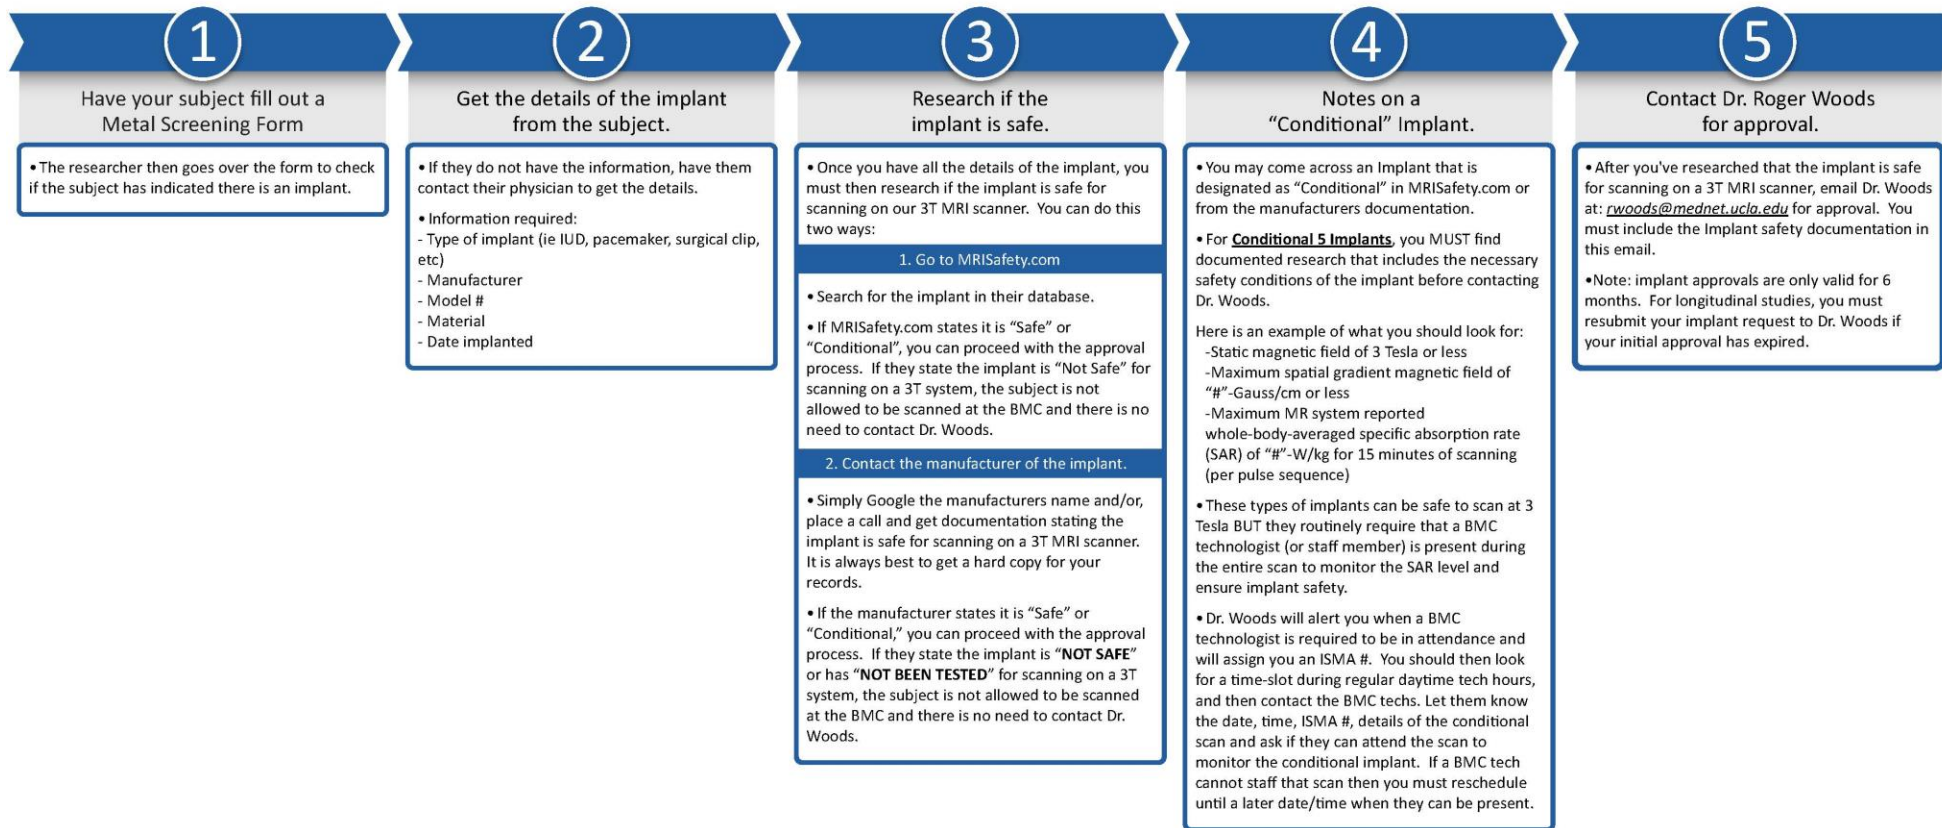 1
Have your subject fill out a
Metal Screening Form
• The researcher then goes over the form to check
if the subject has indicated there is an implant.
2
Get the details of the implant
from the subject.
• If they do not have the information, have them
contact their physician to get the details.
• Information required:
- Type of implant (ie IUD, pacemaker, surgical clip,
etc)
- Manufacturer
- Model #
- Material
- Date implanted
3
Research if the
implant is safe.
• Once you have all the details of the implant, you
must then research if the implant is safe for
scanning on our 3T MRI scanner. You can do this
two ways:
1. Go to MRISafety.com
• Search for the implant in their database.
• If MRISafety.com states it is “Safe” or
“Conditional”, you can proceed with the approval
process. If they state the implant is “Not Safe” for
scanning on a 3T system, the subject is not
allowed to be scanned at the BMC and there is no
need to contact Dr. Woods.
2. Contact the manufacturer of the implant.
• Simply Google the manufacturers name and/or,
place a call and get documentation stating the
implant is safe for scanning on a 3T MRI scanner.
It is always best to get a hard copy for your
records.
• If the manufacturer states it is “Safe” or
“Conditional,” you can proceed with the approval
process. If they state the implant is “NOT SAFE”
or has “NOT BEEN TESTED” for scanning on a 3T
system, the subject is not allowed to be scanned
at the BMC and there is no need to contact Dr.
Woods.
4
Notes on a
“Conditional” Implant.
• You may come across an Implant that is
designated as “Conditional” in MRISafety.com or
from the manufacturers documentation.
• For Conditional 5 Implants, you MUST find
documented research that includes the necessary
safety conditions of the implant before contacting
Dr. Woods.
Here is an example of what you should look for:
-Static magnetic field of 3 Tesla or less
-Maximum spatial gradient magnetic field of
“#”-Gauss/cm or less
-Maximum MR system reported
whole-body-averaged specific absorption rate
(SAR) of “#”-W/kg for 15 minutes of scanning
(per pulse sequence)
• These types of implants can be safe to scan at 3
Tesla BUT they routinely require that a BMC
technologist (or staff member) is present during
the entire scan to monitor the SAR level and
ensure implant safety.
• Dr. Woods will alert you when a BMC
technologist is required to be in attendance and
will assign you an ISMA #. You should then look
for a time-slot during regular daytime tech hours,
and then contact the BMC techs. Let them know
the date, time, ISMA #, details of the conditional
scan and ask if they can attend the scan to
monitor the conditional implant. If a BMC tech
cannot staff that scan then you must reschedule
until a later date/time when they can be present.
5
Contact Dr. Roger Woods
for approval.
• After you've researched that the implant is safe
for scanning on a 3T MRI scanner, email Dr. Woods
at: rwoods@mednet.ucla.edu for approval. You
must include the Implant safety documentation in
this email.
•Note: implant approvals are only valid for 6
months. For longitudinal studies, you must
resubmit your implant request to Dr. Woods if
your initial approval has expired.